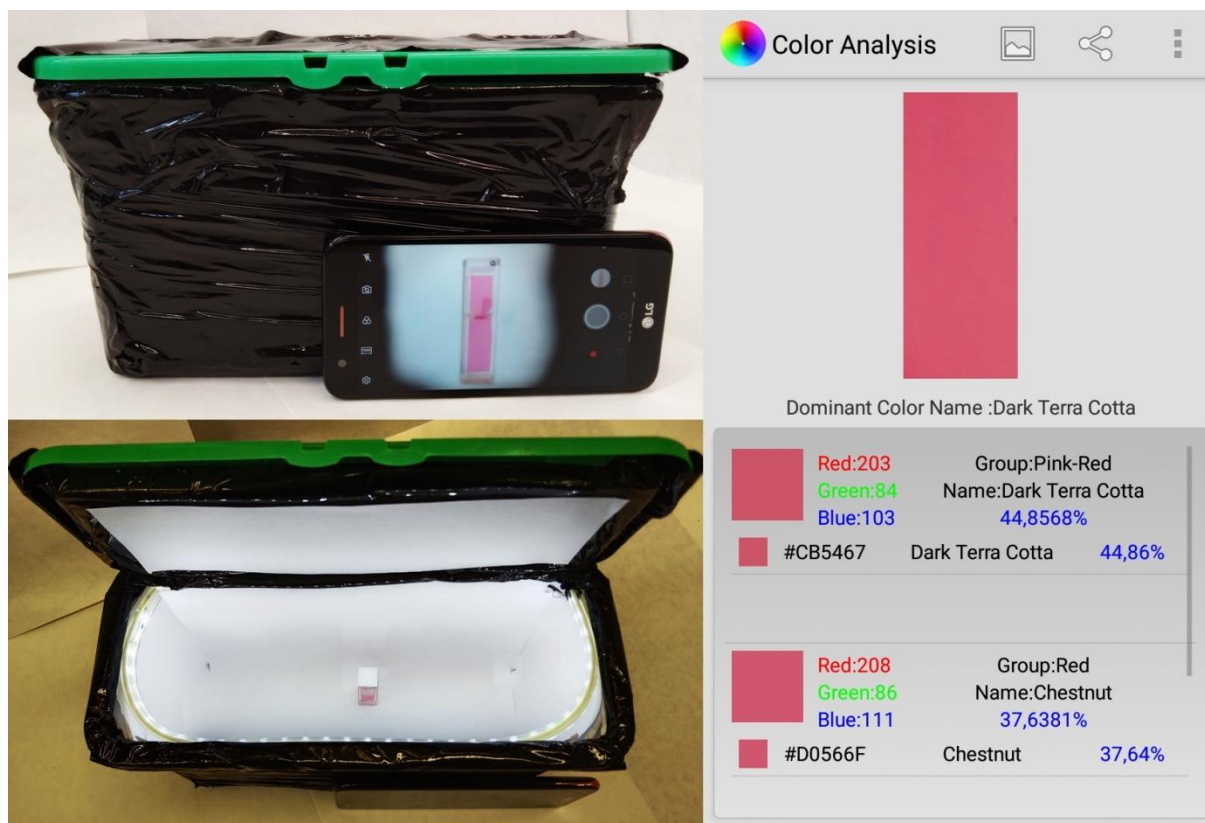 LG
Color Analysis
Dominant Color Name :Dark Terra Cotta
Red:203 Group:Pink-Red
Green:84 Name:Dark Terra Cotta
Blue:103 44,8568%
#CB5467 Dark Terra Cotta 44,86%
Red:208 Group:Red
Green:86 Name:Chestnut
Blue:111 37,6381%
#D0566F Chestnut 37,64%